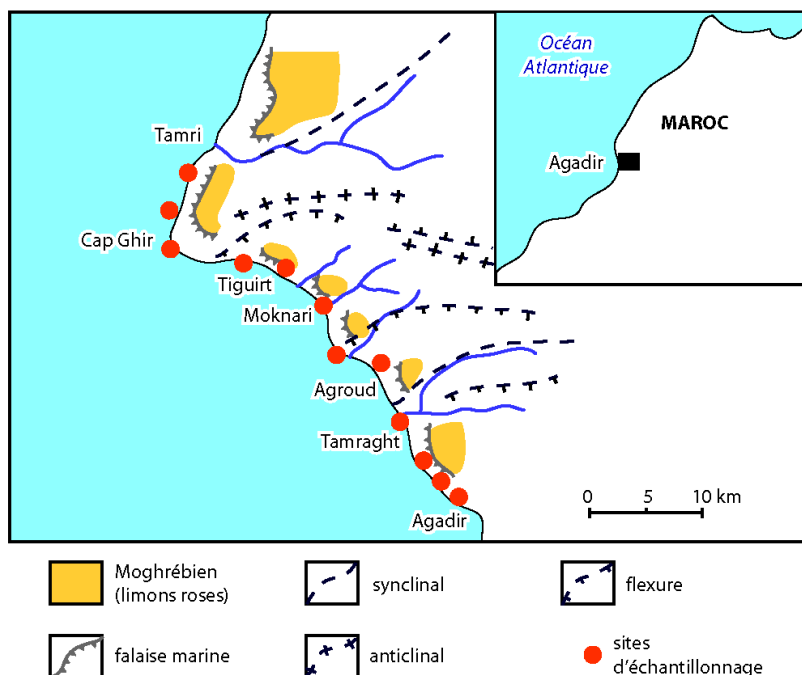 Océan
Atlantique
MAROC
Agadir
Tamri
Cap Ghir
Tiguirt
Moknari
Agroud
Tamraght
Agadir
0 5 10 km
Moghrébien
(limons roses)
synclinal
flexure
falaise marine
anticlinal
sites
d'échantillonnage